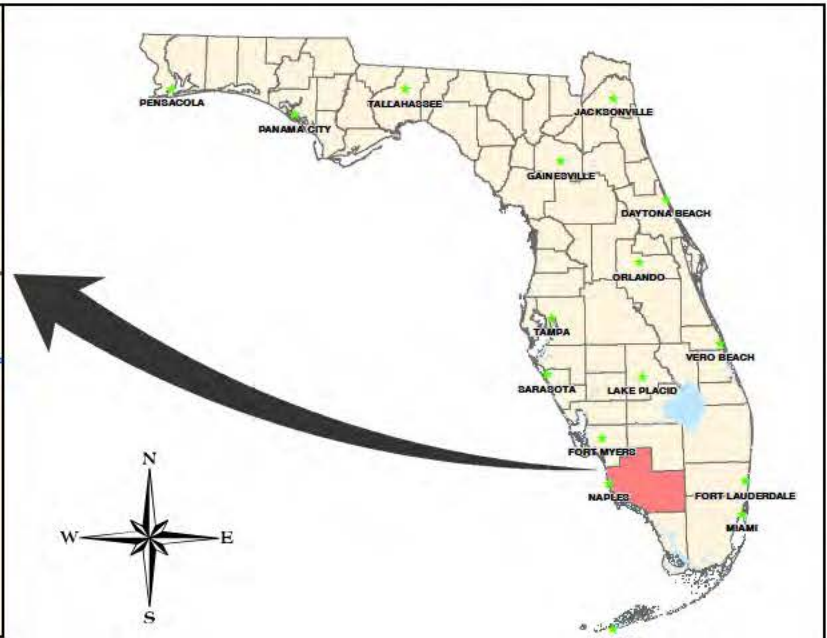 PENSACOLA
TALLAHASSEE
JACKSONVILLE
PANAMA CITY
GAINESVILLE
DAYTONA BEACH
ORLANDO
TAMPA
VERO BEACH
SARASOTA
LAKE PLACID
FORT MYERS
NAPLES
FORT LAUDERDALE
MIAMI
N
W
E
S